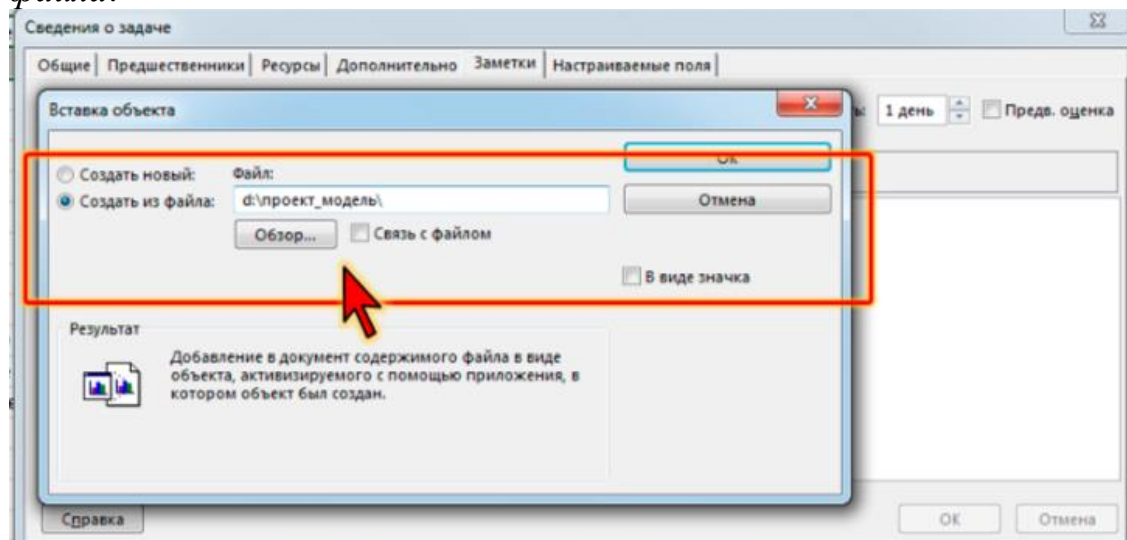 Сведения о задаче
Общие Предшественники Ресурсы Дополнительно Заметки Настраиваемые поля
Вставка объекта
1 день Предв. оценка
Создать новый: Файл: ОК
Создать из файла: d:\проект_модель\ Отмена
Обзор... Связь с файлом
В виде значка
Результат
Добавление в документ содержимого файла в виде
объекта, активизируемого с помощью приложения, в
котором объект был создан.
Справка ОК Отмена